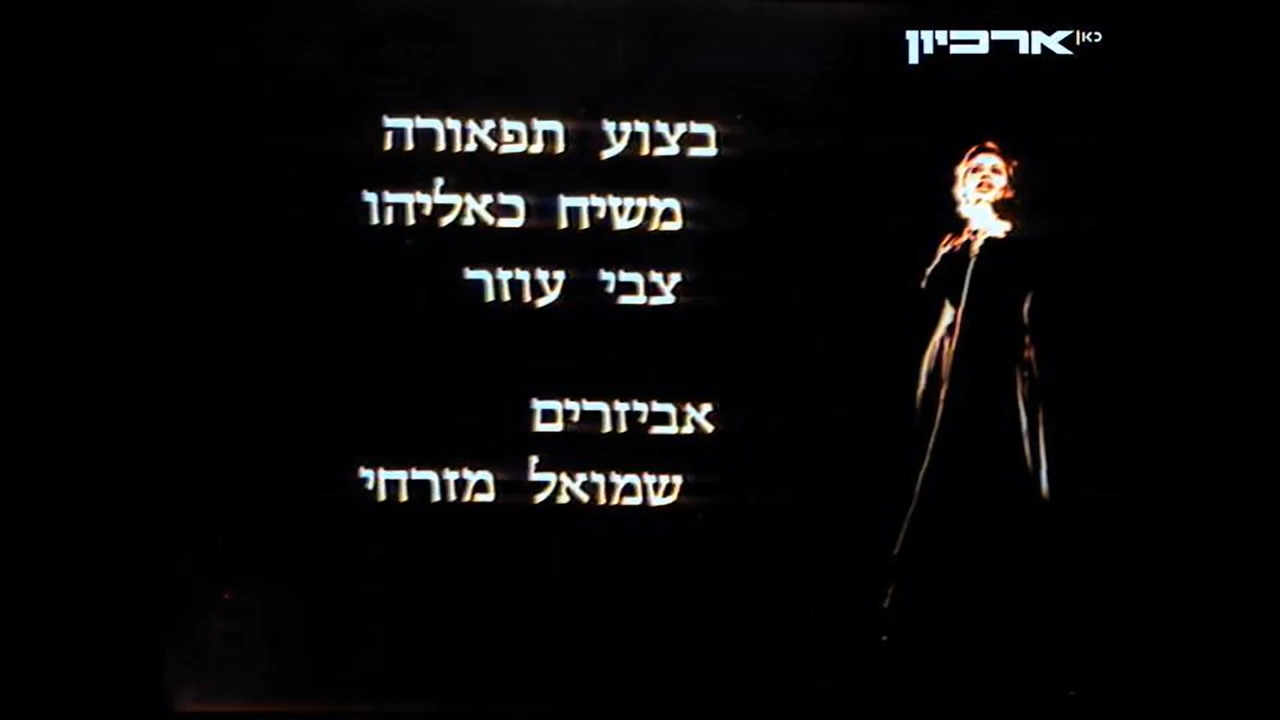 כאן ארכיון
בצוע תפאורה
משיח כאליהו
צבי עוזר
אביזרים
שמואל מזרחי